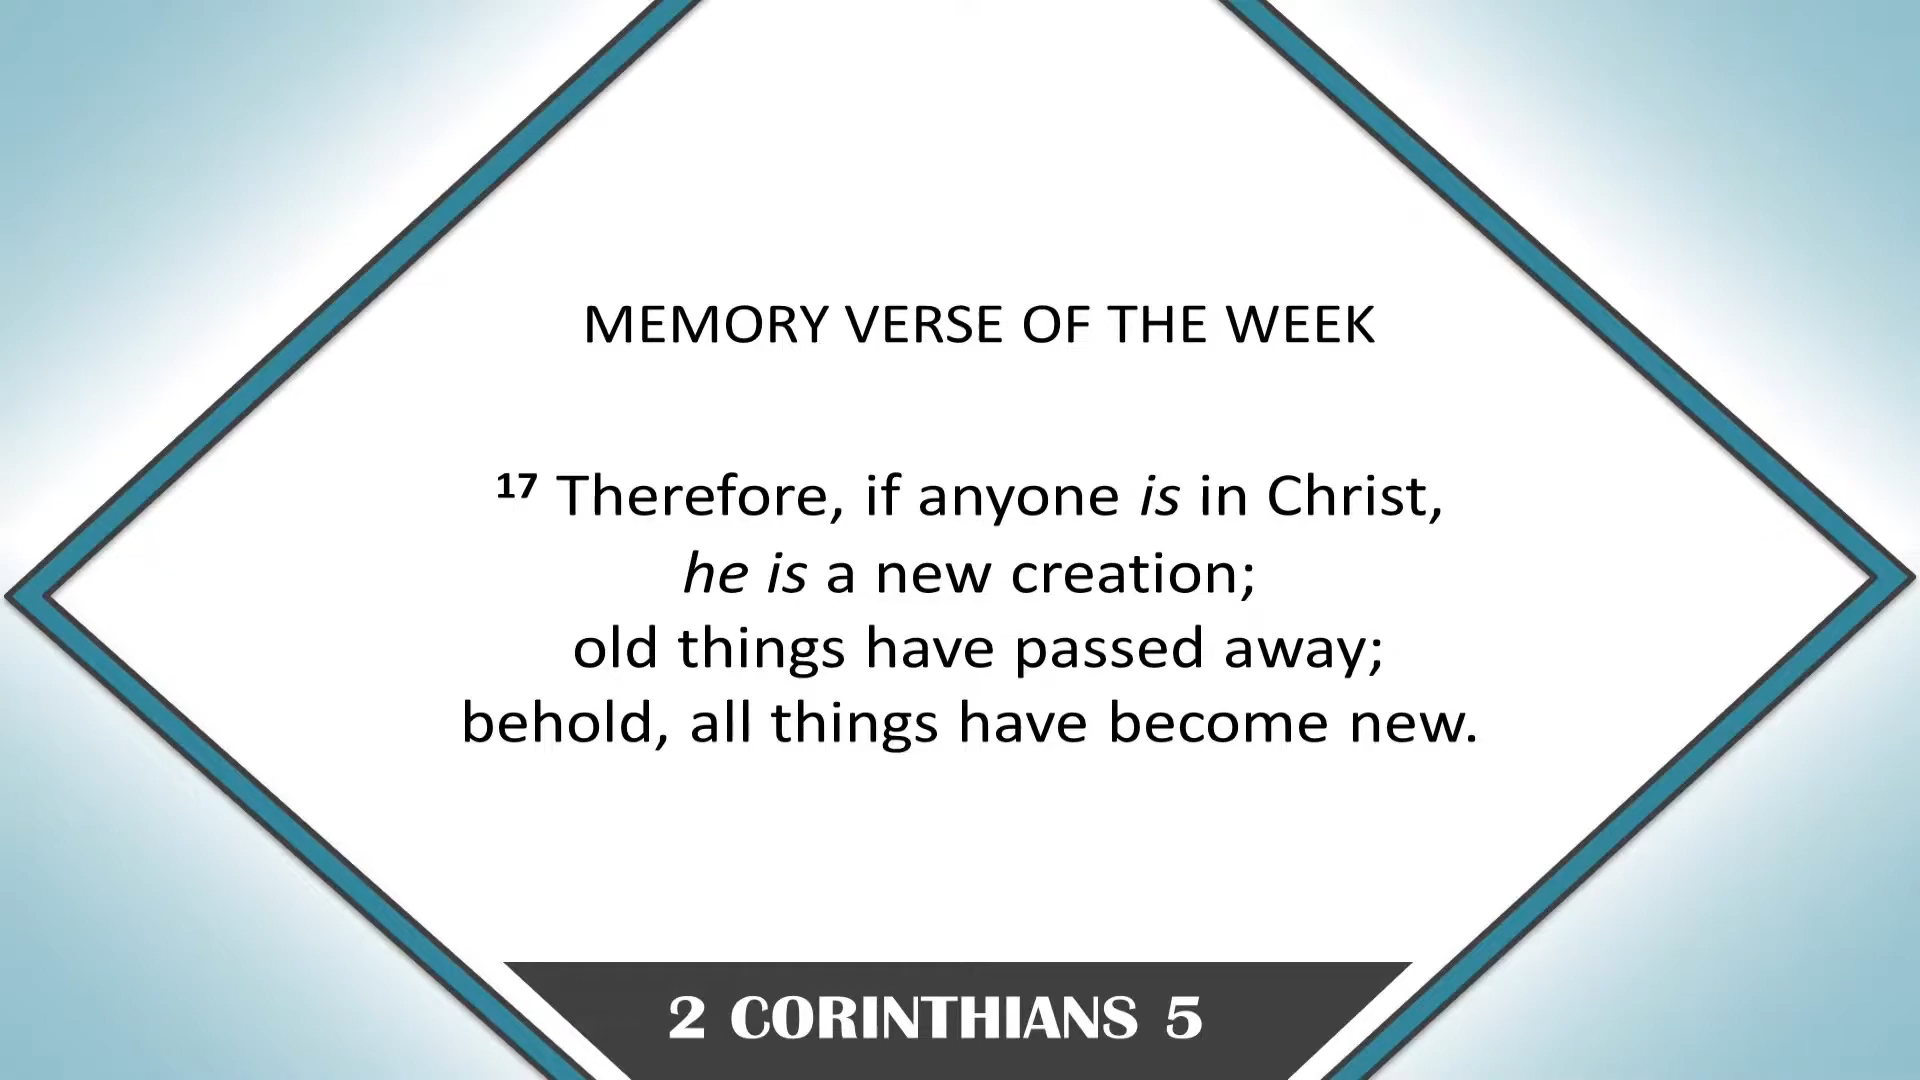 MEMORY VERSE OF THE WEEK
17 Therefore, if anyone is in Christ,
he is a new creation;
old things have passed away;
behold, all things have become new.
2 CORINTHIANS 5